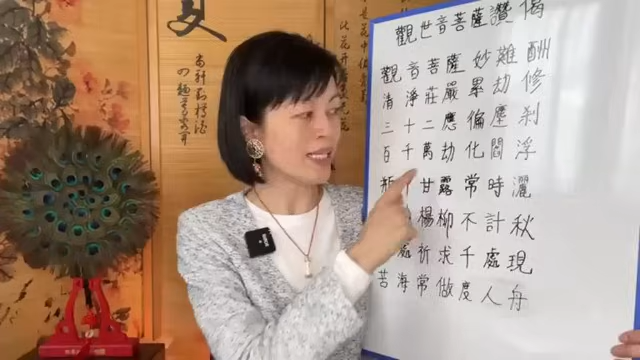 觀世音菩薩讚偈
觀音菩薩妙難酬
清淨莊嚴累劫修
三十二應偏塵剎
百千萬劫化閻浮
甘露常時灑
楊柳不計秋
處祈求千處現
苦海常做度人舟